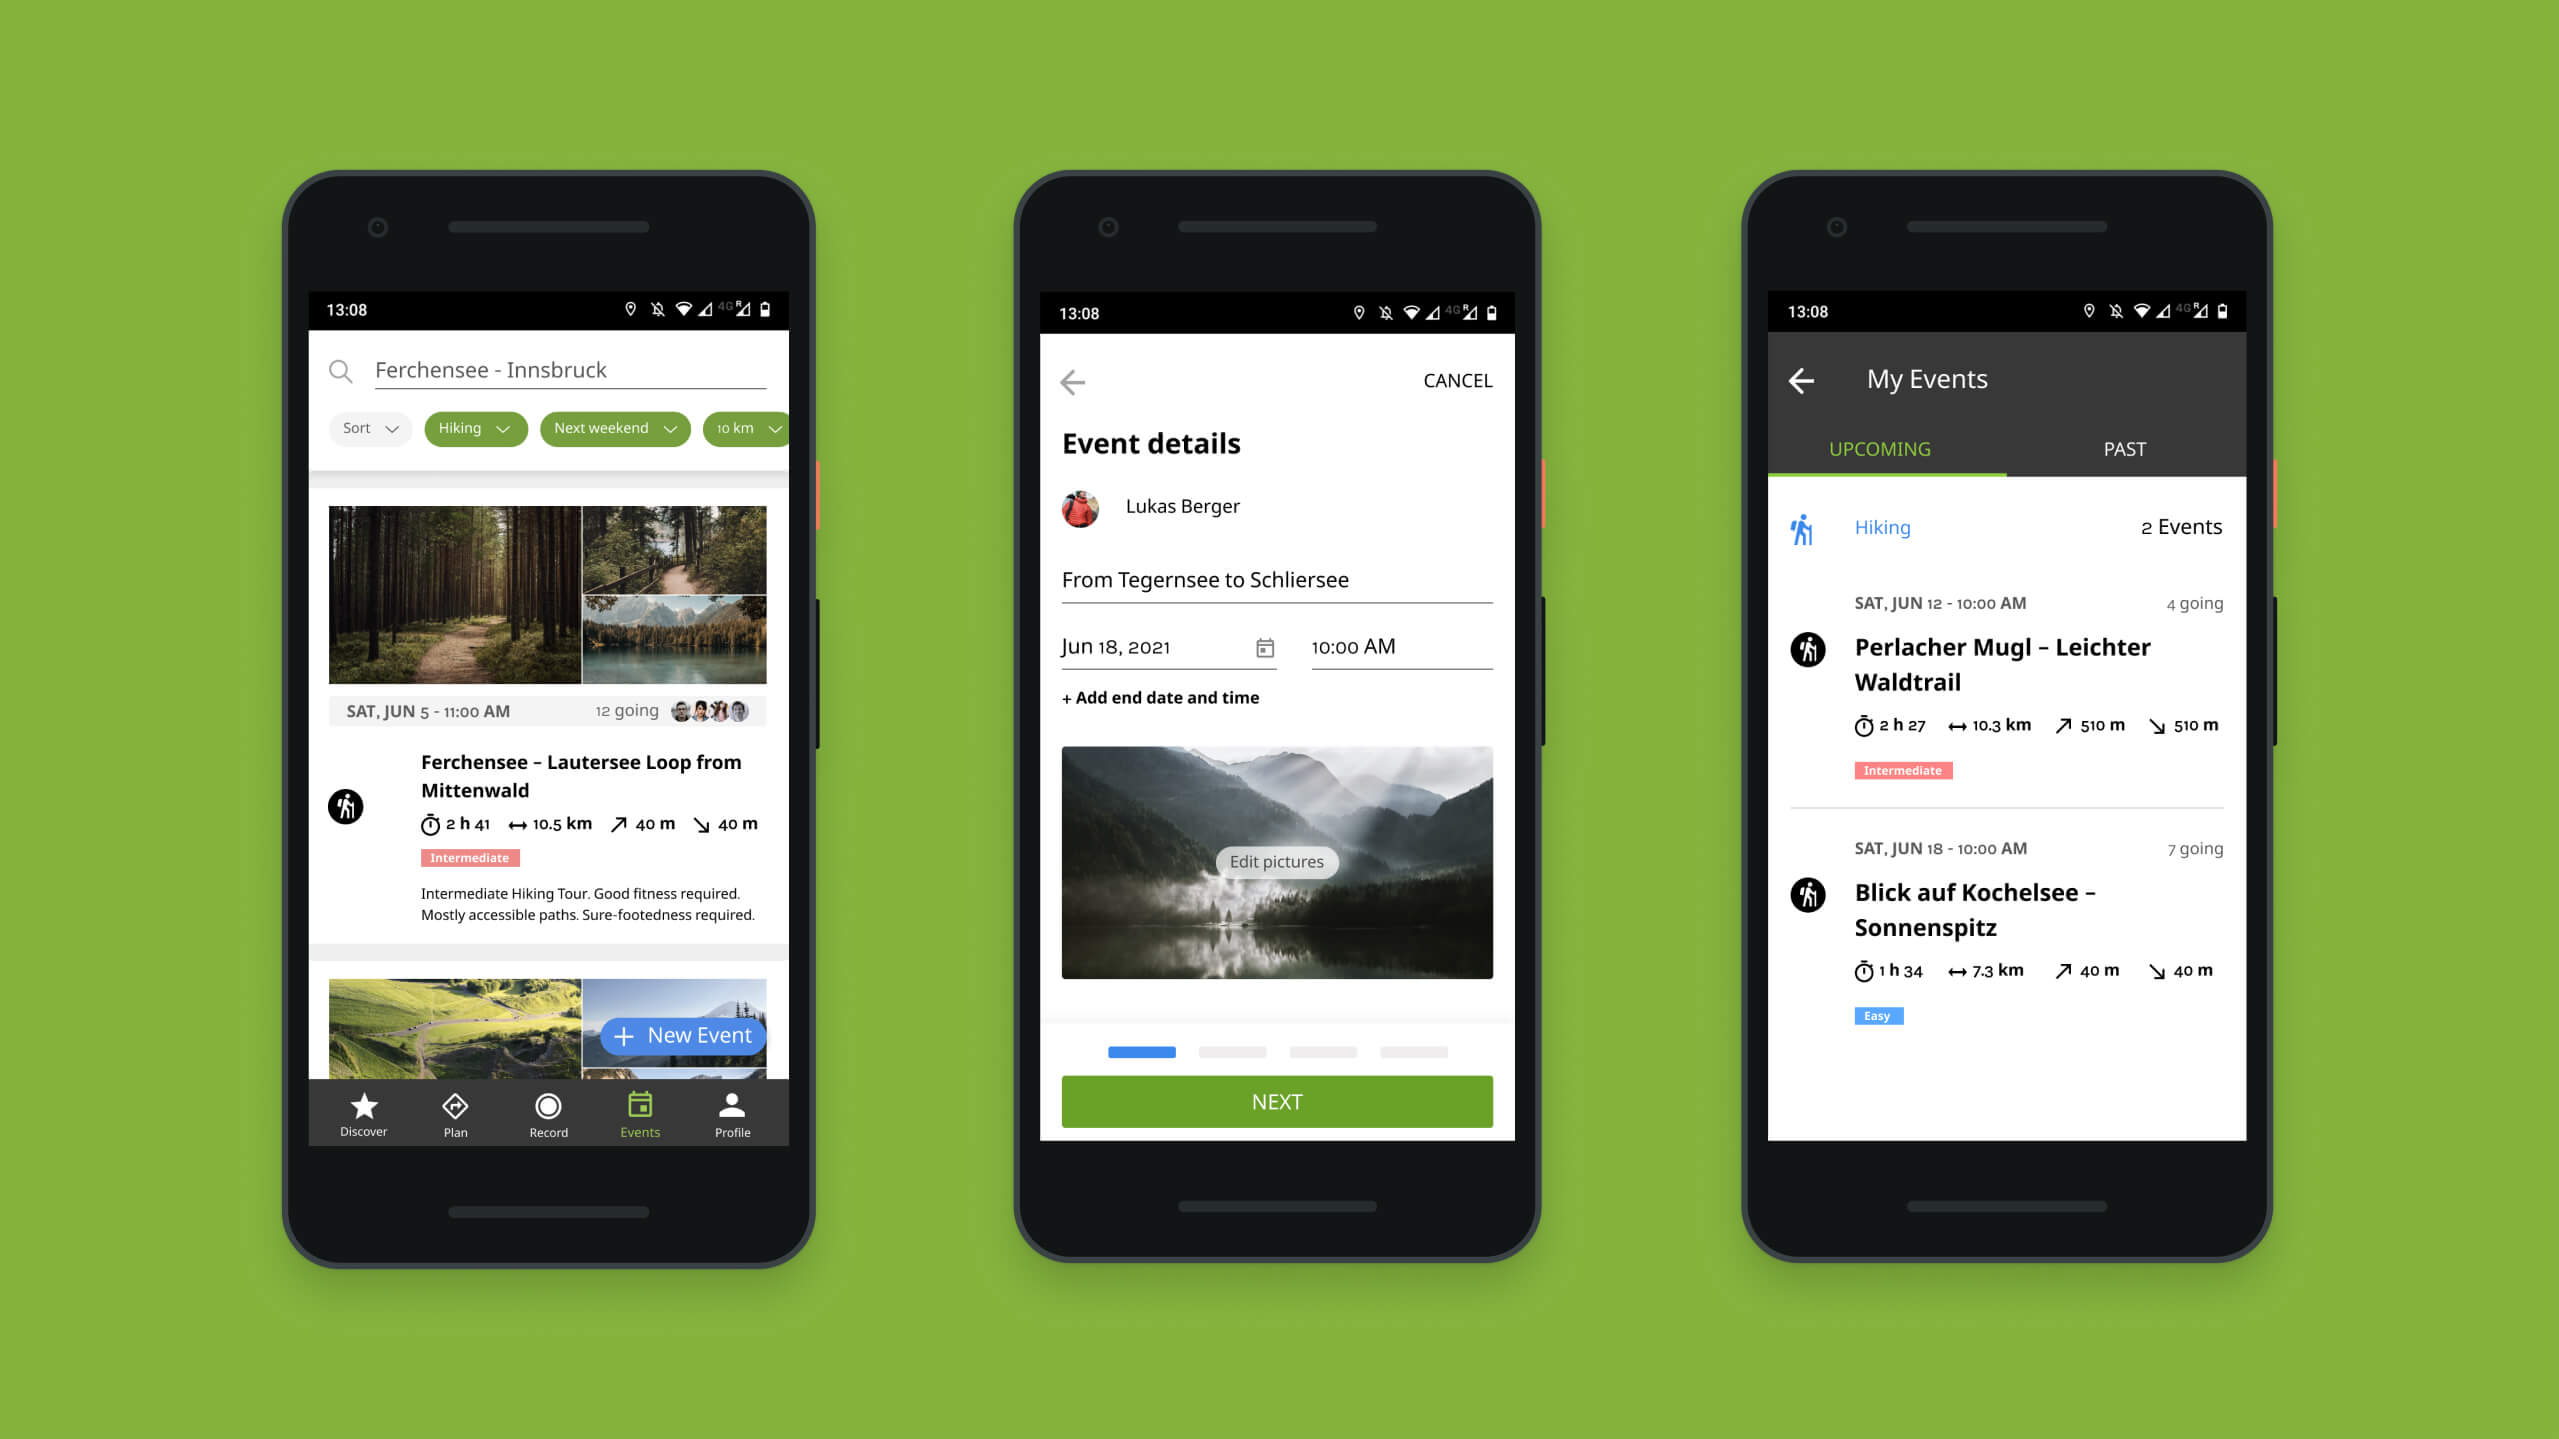 13:08
4G R
Ferchensee - Innsbruck
Sort Hiking Next weekend 10 km
SAT, JUN 5 - 11:00 AM 12 going
Ferchensee – Lautersee Loop from
Mittenwald
2 h 41 10.5 km 40 m 40 m
Intermediate
Intermediate Hiking Tour. Good fitness required.
Mostly accessible paths. Sure-footedness required.
+ New Event
Discover Plan Record Events Profile
13:08
4G R
CANCEL
Event details
Lukas Berger
From Tegernsee to Schliersee
Jun 18, 2021 10:00 AM
+ Add end date and time
Edit pictures
NEXT
13:08
4G R
My Events
UPCOMING PAST
Hiking 2 Events
SAT, JUN 12 - 10:00 AM 4 going
Perlacher Mugl – Leichter
Waldtrail
2 h 27 10.3 km 510 m 510 m
Intermediate
SAT, JUN 18 - 10:00 AM 7 going
Blick auf Kochelsee –
Sonnenspitz
1 h 34 7.3 km 40 m 40 m
Easy